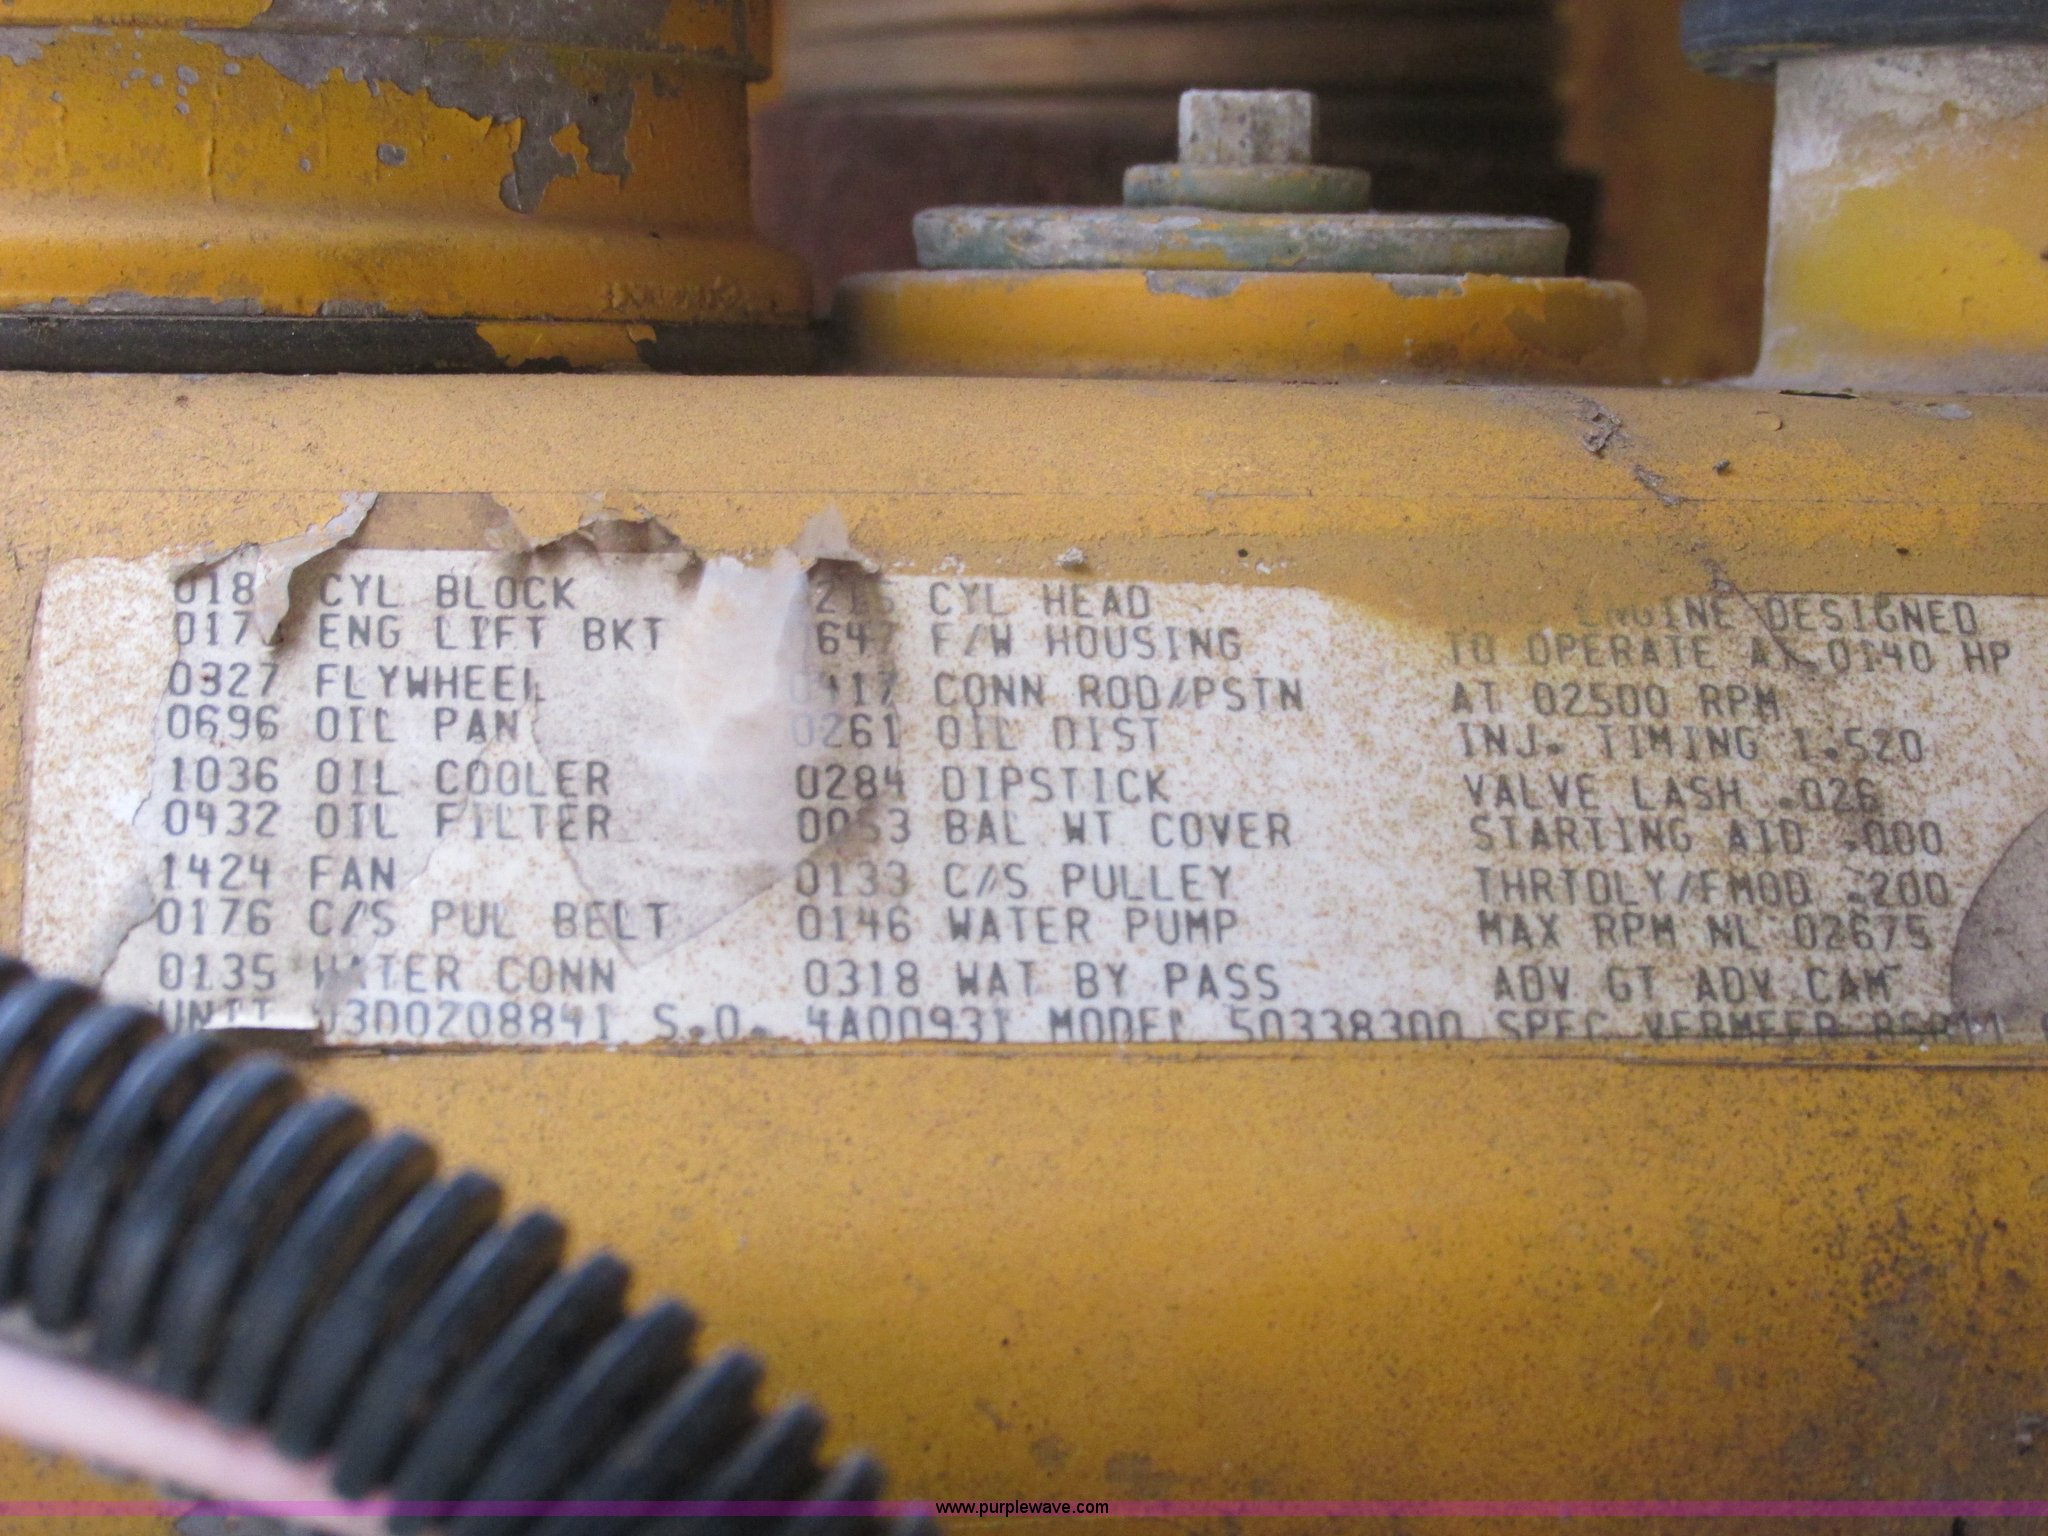 CYL BLOCK CYL HEAD ENGINE DESIGNED
ENG LIFT BKT F/W HOUSING TO OPERATE AT 0140 HP
0327 FLYWHEEL CONN ROD/PSTN AT 02500 RPM
0696 OIL PAN 0261 OIL DIST INJ. TIMING 1.520
1036 OIL COOLER 0284 DIPSTICK VALVE LASH .026
0432 OIL FILTER 0053 BAL WT COVER STARTING AID .000
1424 FAN 0133 C/S PULLEY THRTDLY/FMOD .200
0176 C/S PUL BELT 0146 WATER PUMP MAX RPM NL 02675
0135 WATER CONN 0318 WAT BY PASS ADV GT ADV CAM
UNIT S.O. 4A00931 MODEL 50338300 SPEC VERMEER
www.purplewave.com